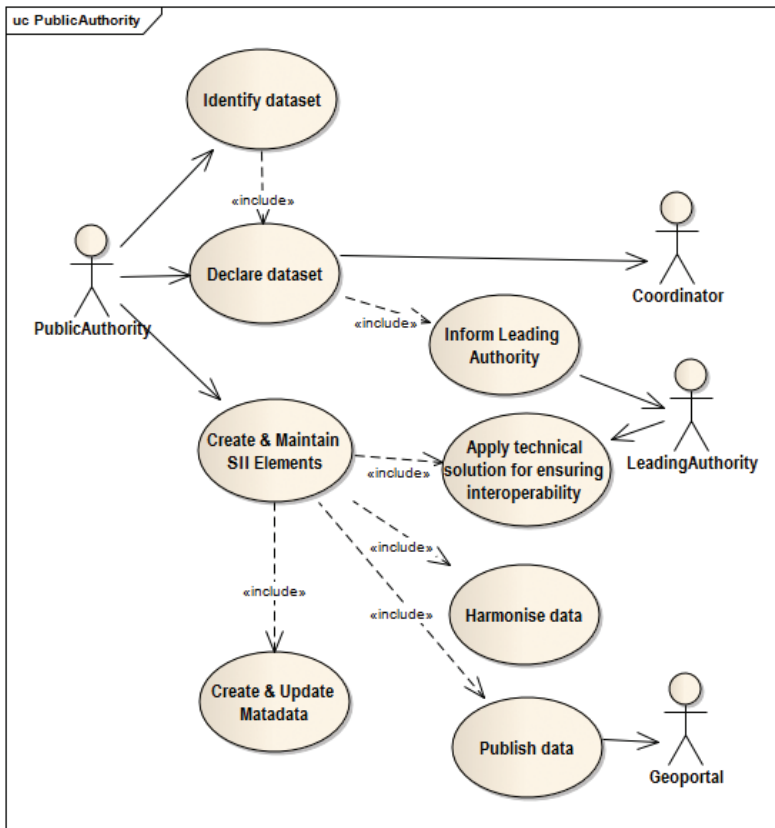 uc PublicAuthority
Identify dataset
«include»
Declare dataset
PublicAuthority
Coordinator
«include»
Inform Leading
Authority
Create & Maintain
SII Elements
«include»
Apply technical
solution for ensuring
interoperability
LeadingAuthority
«include»
«include»
«include»
Harmonise data
Create & Update
Matadata
Publish data
Geoportal